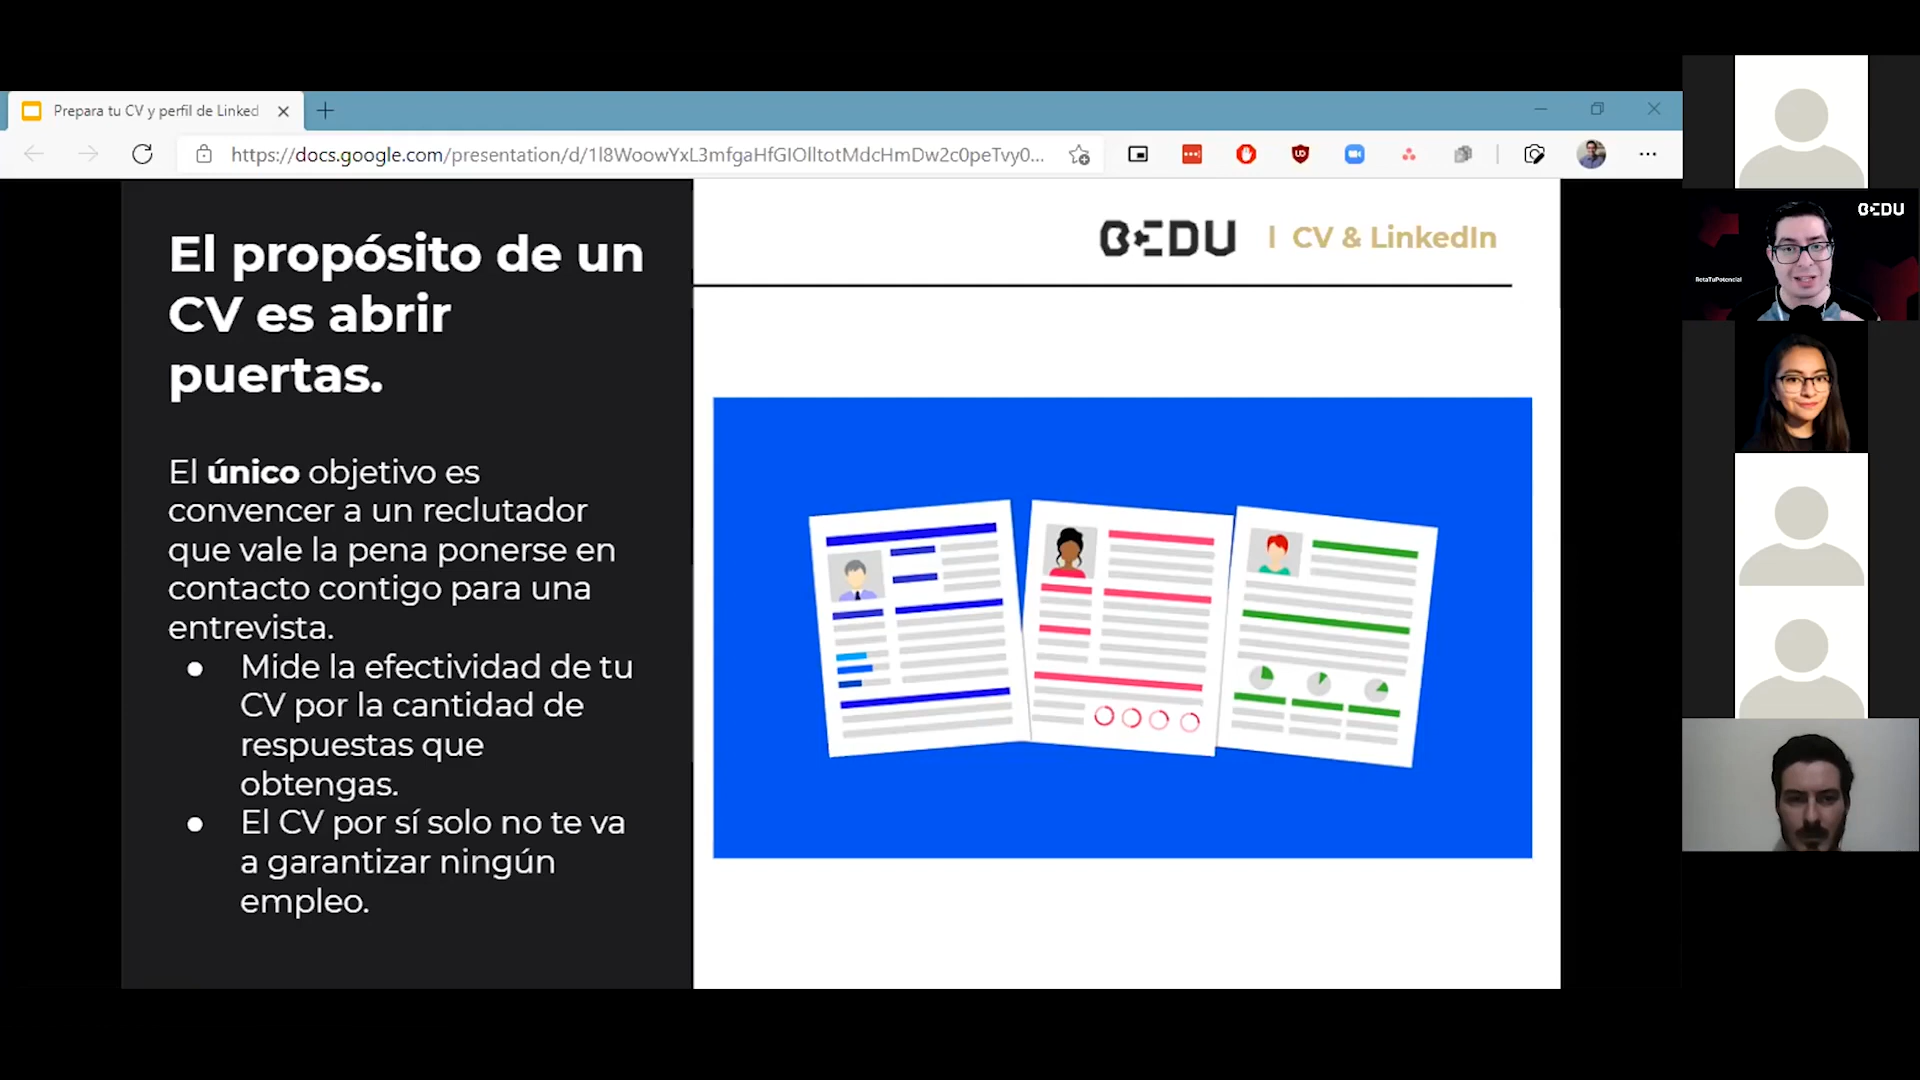 Prepara tu CV y perfil de Linked
https://docs.google.com/presentation/d/1l8WoowYxL3mfgaHfGIOlltotMdcHmDw2c0peTvy0...
El propósito de un
CV es abrir
puertas.
BEDU | CV & LinkedIn
El único objetivo es
convencer a un reclutador
que vale la pena ponerse en
contacto contigo para una
entrevista.
● Mide la efectividad de tu
CV por la cantidad de
respuestas que
obtengas.
● El CV por sí solo no te va
a garantizar ningún
empleo.
BEDU
RetaTuPotencial